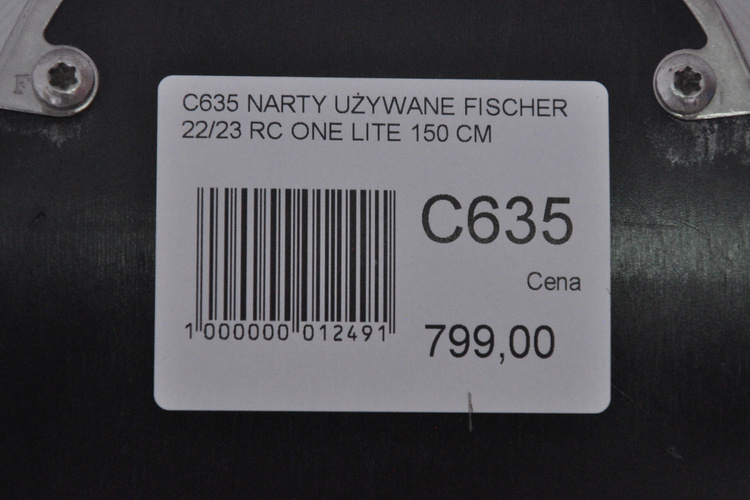 C635 NARTY UŻYWANE FISCHER
22/23 RC ONE LITE 150 CM
C635
Cena
799,00
1 000000 012491